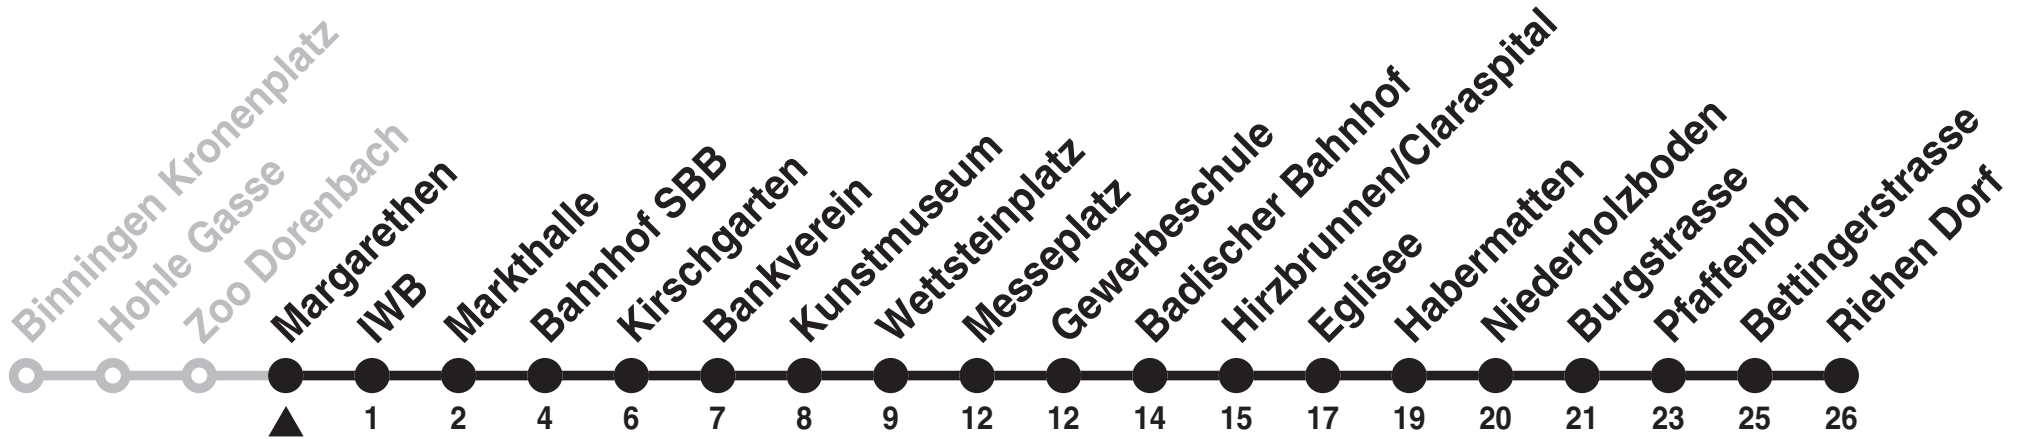 Binningen Kronenplatz
Hohle Gasse
Zoo Dorenbach
Margarethen
IWB
Markthalle
Bahnhof SBB
Kirschgarten
Bankverein
Kunstmuseum
Wettsteinplatz
Messeplatz
Gewerbeschule
Badischer Bahnhof
Hirzbrunnen/Claraspital
Eglisee
Habermatten
Niederholzboden
Burgstrasse
Pfaffenloh
Bettingerstrasse
Riehen Dorf
1 2 4 6 7 8 9 12 12 14 15 17 19 20 21 23 25 26